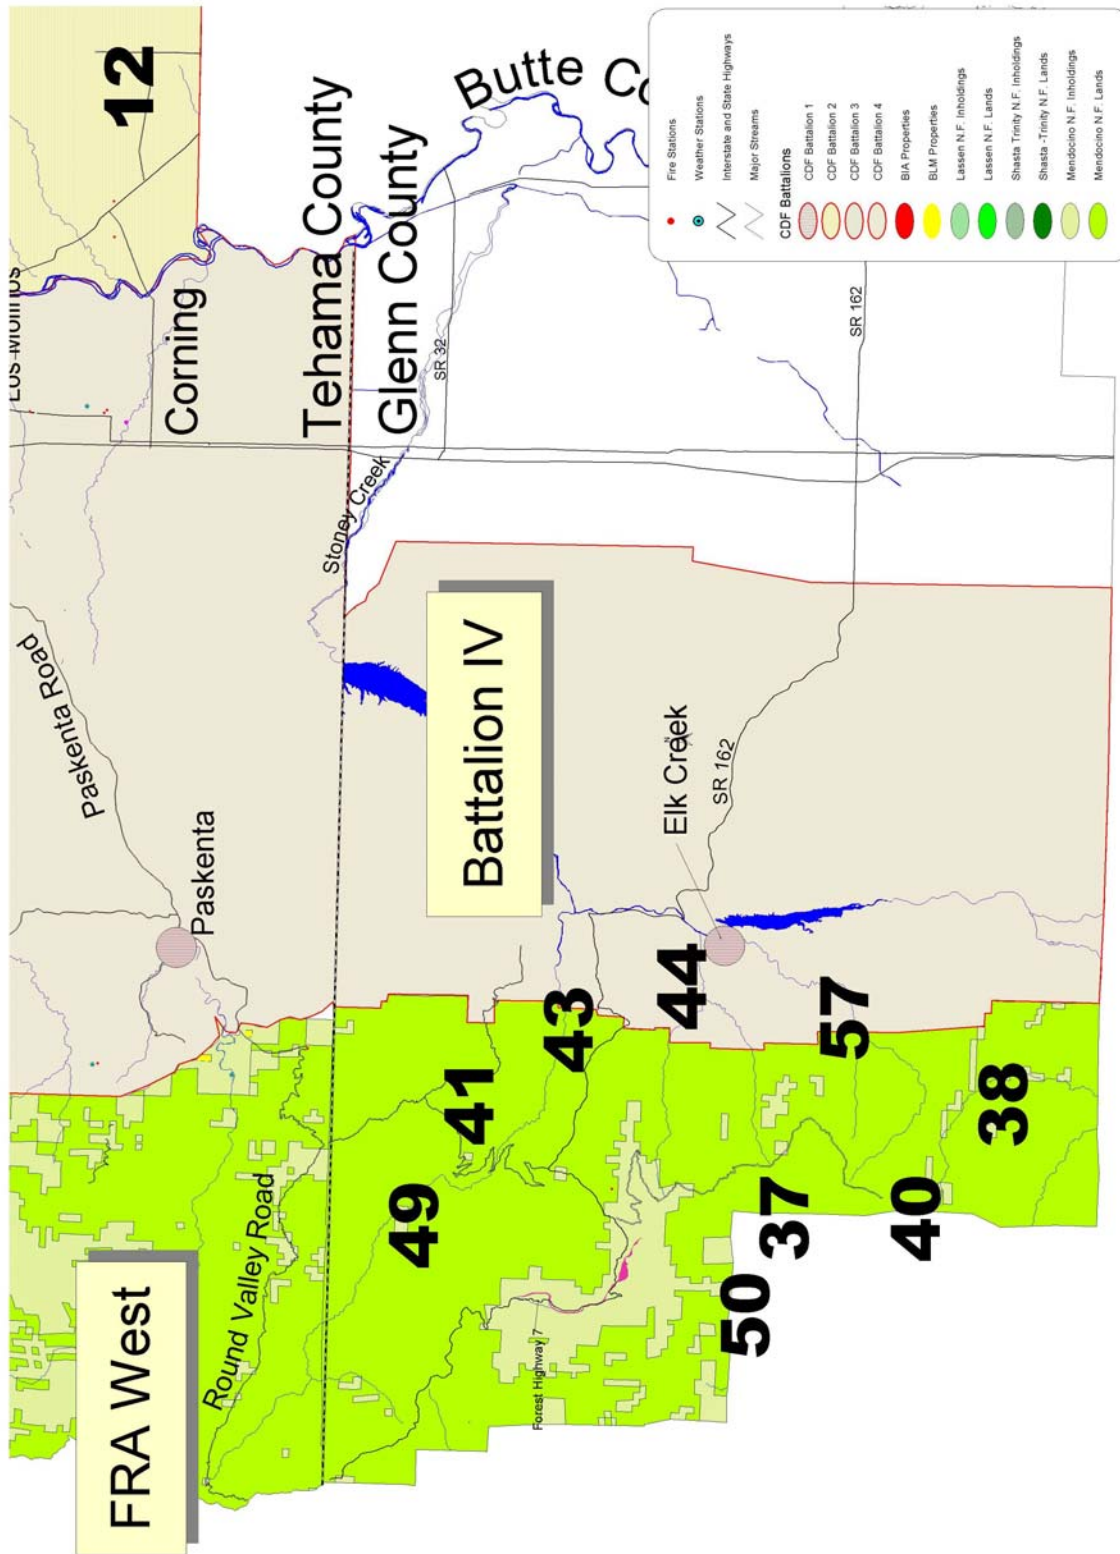 12
Butte Co
Los Molinos
Corning
Tehama County
Glenn County
SR 32
SR 162
Stoney Creek
Paskenta Road
Paskenta
Battalion IV
Elk Creek
SR 162
FRA West
Round Valley Road
Forest Highway 7
49
41
43
44
57
50
37
40
38
Fire Stations
Weather Stations
Interstate and State Highways
Major Streams
CDF Battalions
CDF Battalion 1
CDF Battalion 2
CDF Battalion 3
CDF Battalion 4
BIA Properties
BLM Properties
Lassen N.F. Inholdings
Lassen N.F. Lands
Shasta Trinity N.F. Inholdings
Shasta -Trinity N.F. Lands
Mendocino N.F. Inholdings
Mendocino N.F. Lands